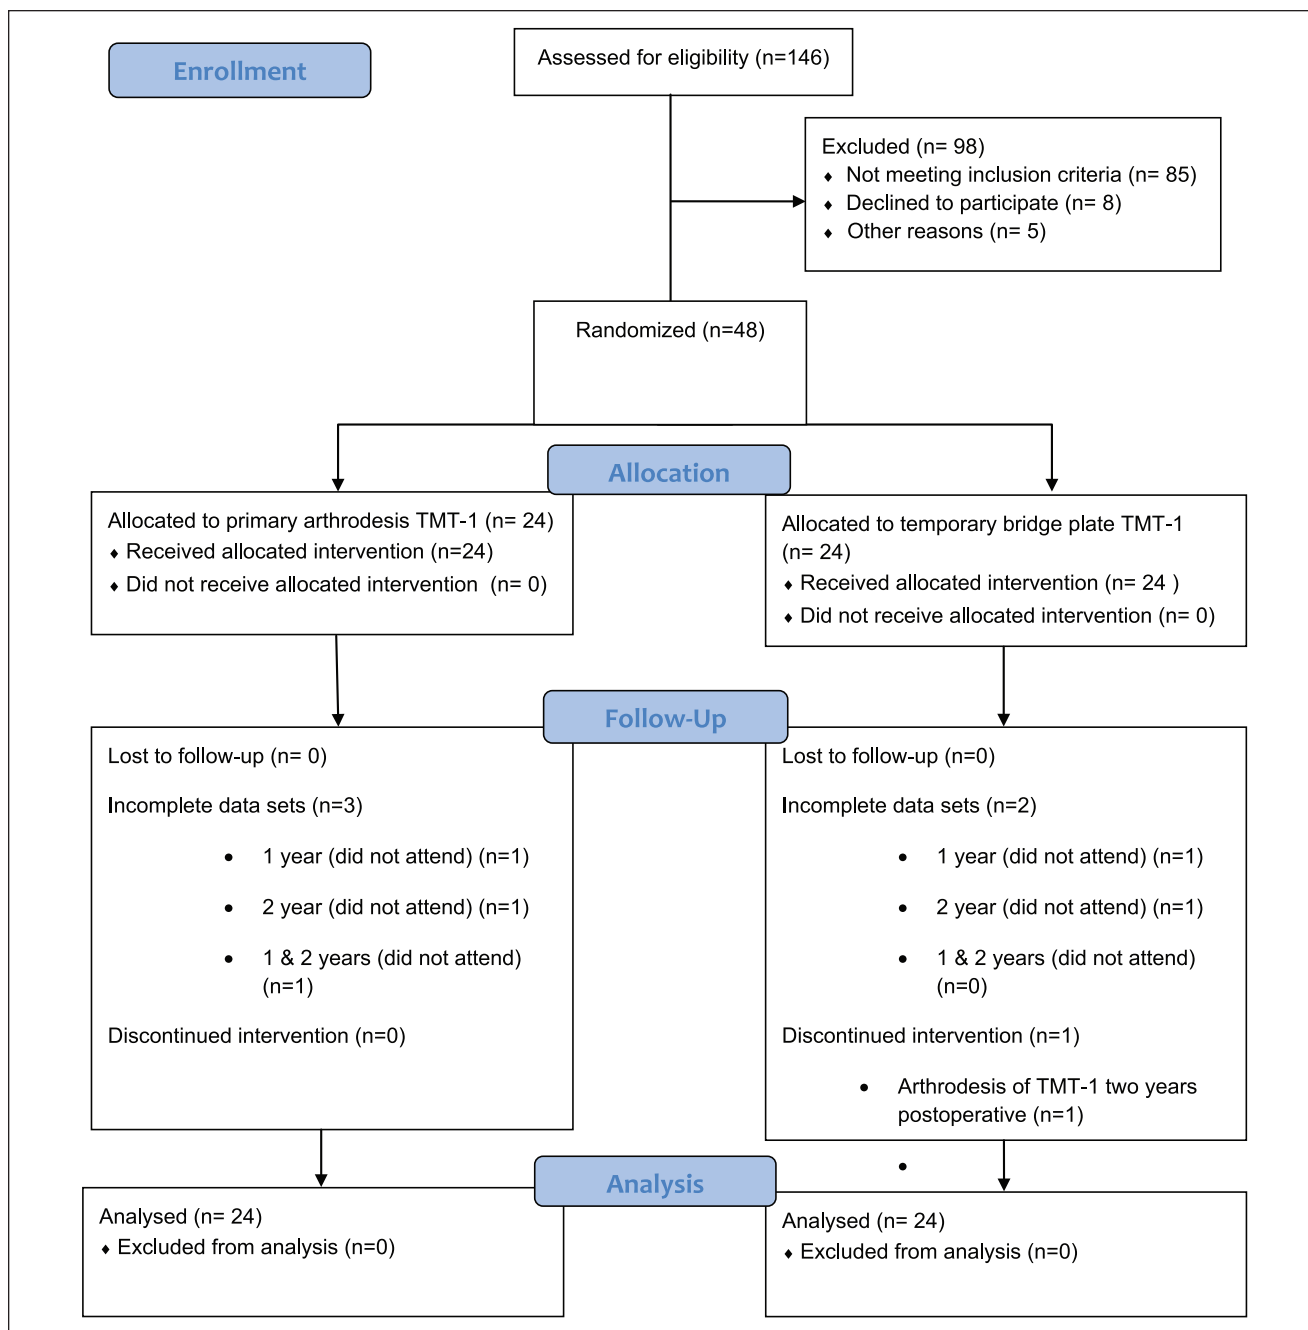 Enrollment
Assessed for eligibility (n=146)
Excluded (n= 98)
♦ Not meeting inclusion criteria (n= 85)
♦ Declined to participate (n= 8)
♦ Other reasons (n= 5)
Randomized (n=48)
Allocation
Allocated to primary arthrodesis TMT-1 (n= 24)
♦ Received allocated intervention (n=24)
♦ Did not receive allocated intervention (n= 0)
Allocated to temporary bridge plate TMT-1
(n= 24)
♦ Received allocated intervention (n= 24 )
♦ Did not receive allocated intervention (n= 0)
Follow-Up
Lost to follow-up (n= 0)
Incomplete data sets (n=3)
• 1 year (did not attend) (n=1)
• 2 year (did not attend) (n=1)
• 1 & 2 years (did not attend)
(n=1)
Discontinued intervention (n=0)
Lost to follow-up (n=0)
Incomplete data sets (n=2)
• 1 year (did not attend) (n=1)
• 2 year (did not attend) (n=1)
• 1 & 2 years (did not attend)
(n=0)
Discontinued intervention (n=1)
• Arthrodesis of TMT-1 two years
postoperative (n=1)
•
Analysis
Analysed (n= 24)
♦ Excluded from analysis (n=0)
Analysed (n= 24)
♦ Excluded from analysis (n=0)